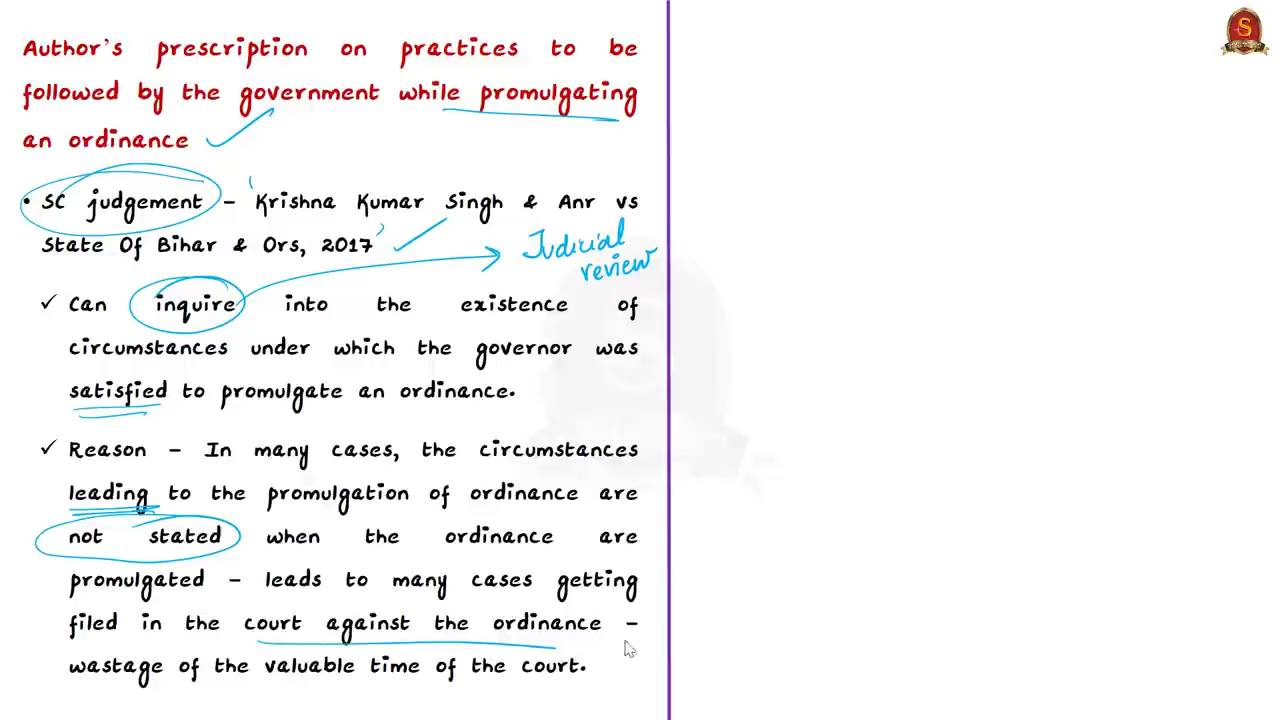 Author's prescription on practices to be
followed by the government while promulgating
an ordinance
• SC judgement – 'Krishna Kumar Singh & Anr vs
State Of Bihar & Ors, 2017'
Judicial
review
✓ Can inquire into the existence of
circumstances under which the governor was
satisfied to promulgate an ordinance.
✓ Reason – In many cases, the circumstances
leading to the promulgation of ordinance are
not stated when the ordinance are
promulgated – leads to many cases getting
filed in the court against the ordinance –
wastage of the valuable time of the court.
S